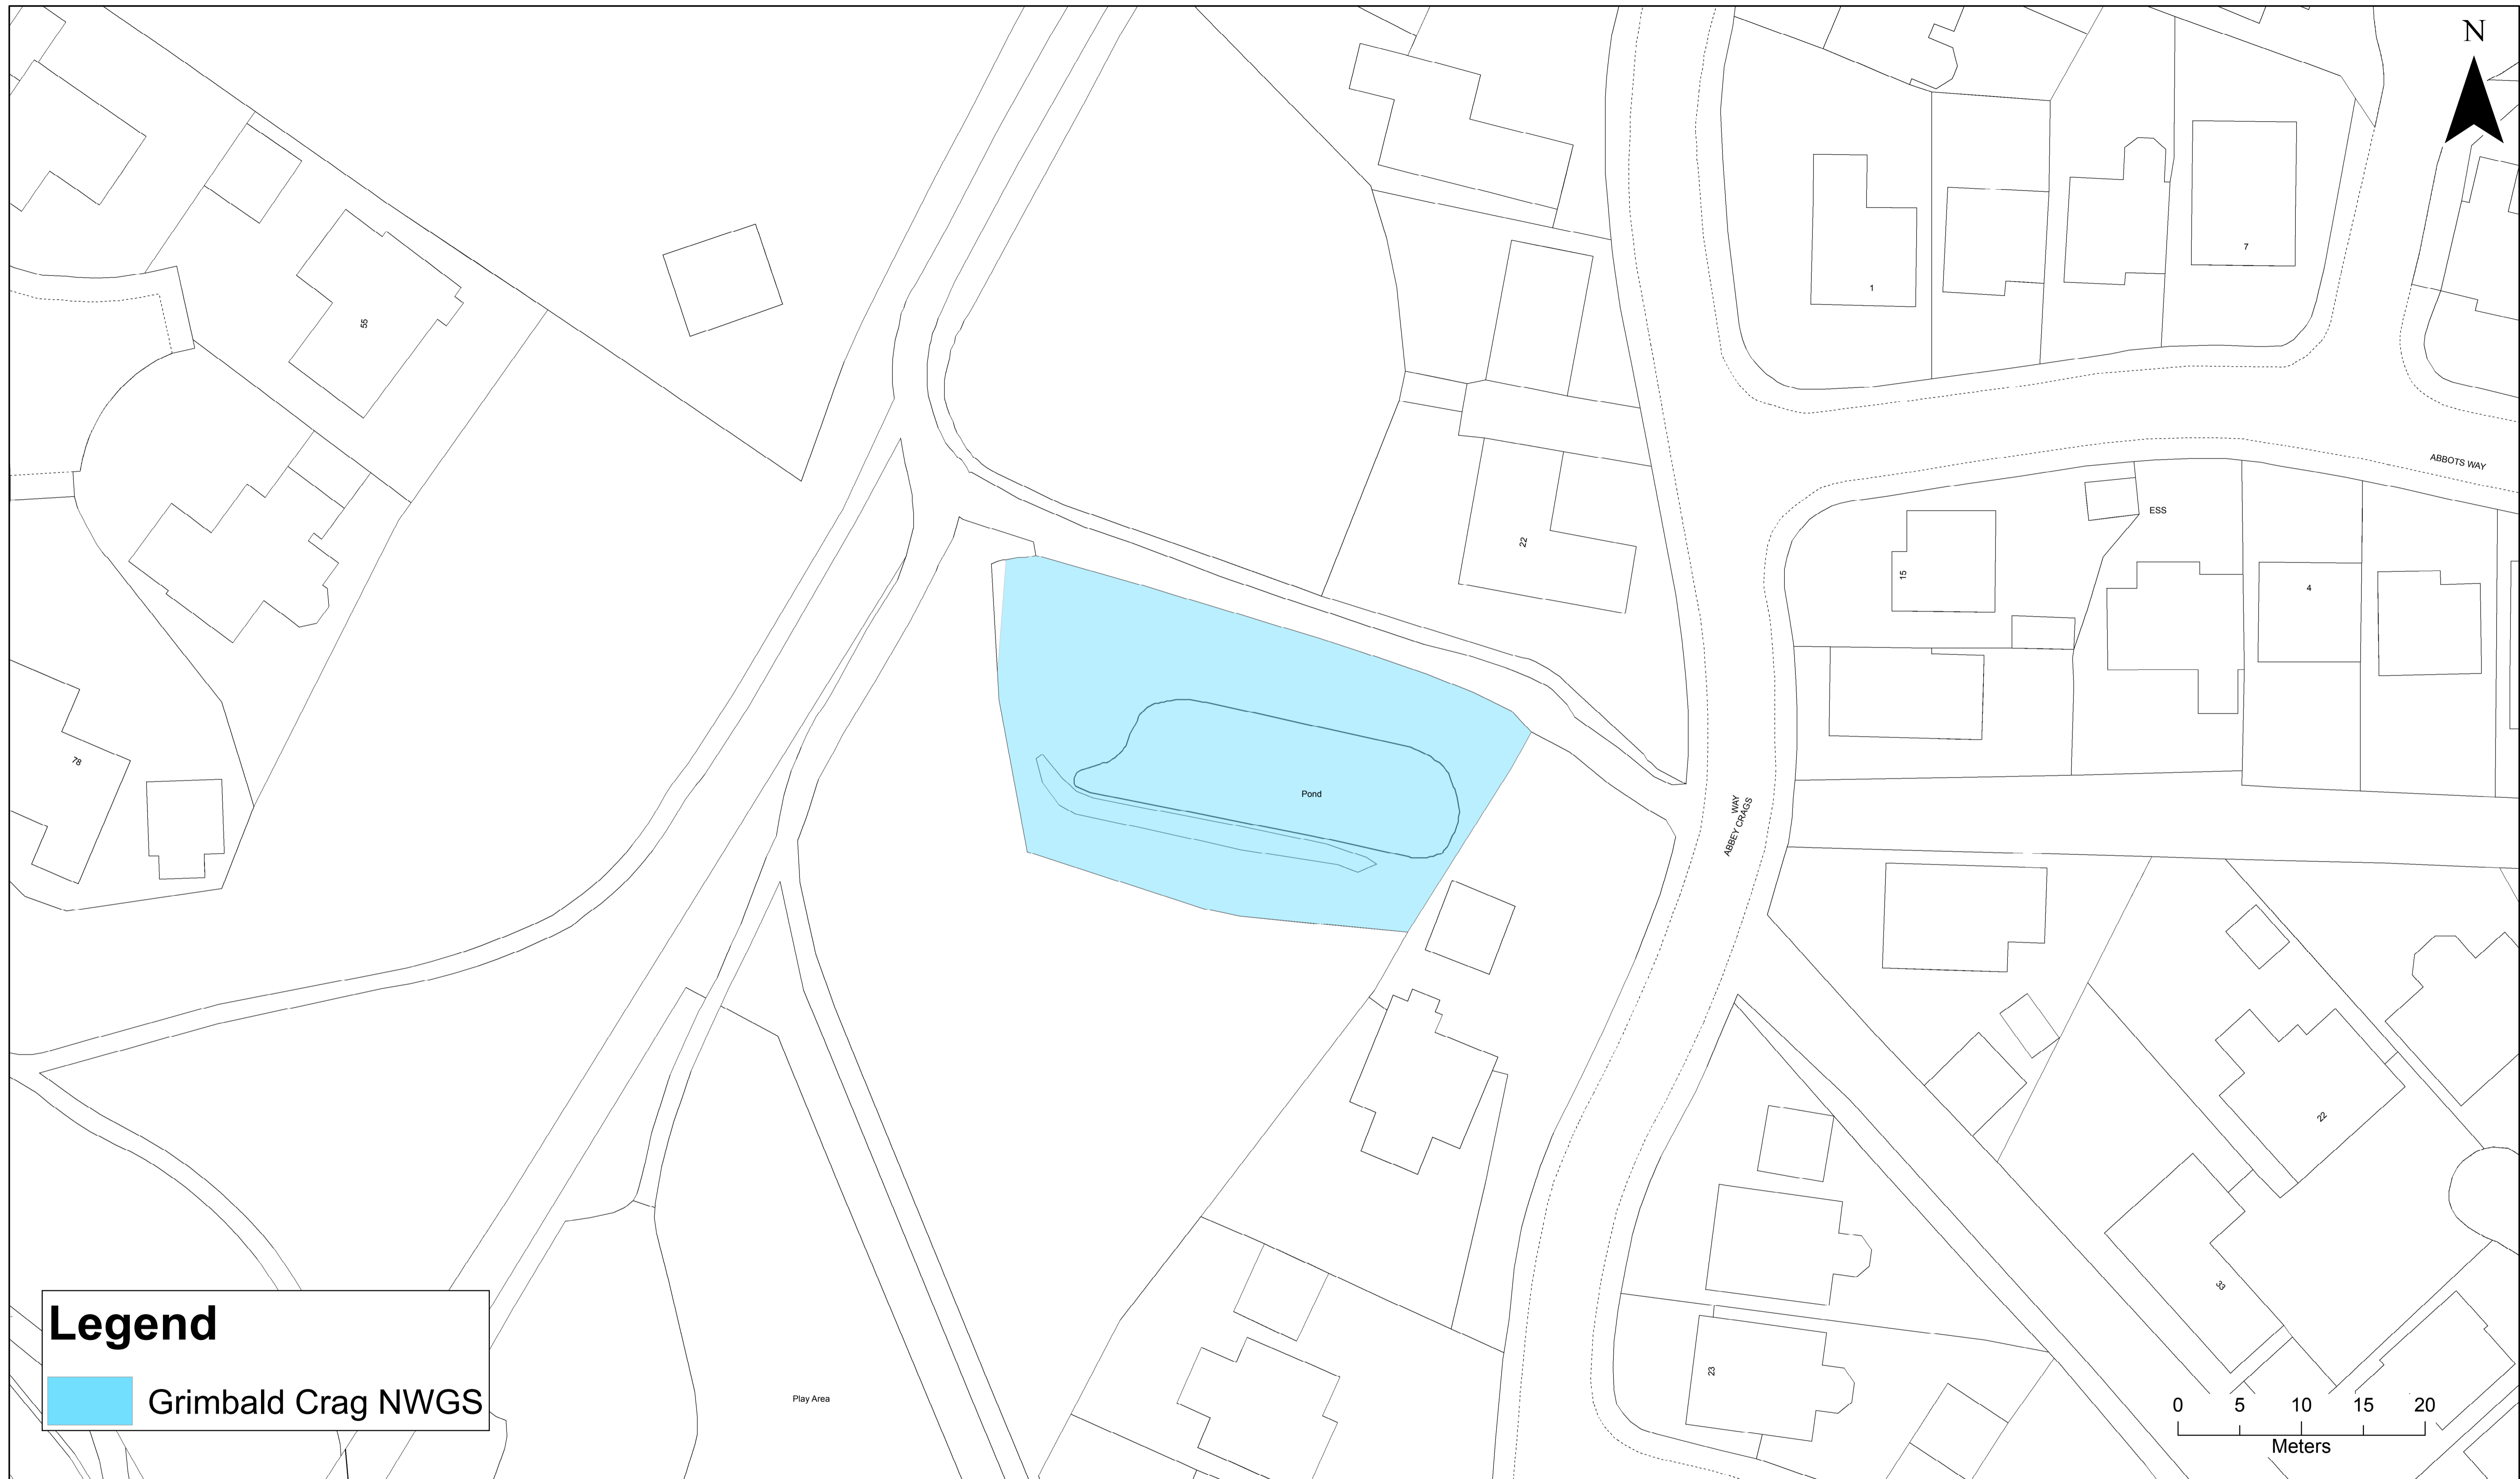 N
7
1
55
ABBOTS WAY
ESS
22
15
4
78
Pond
ABBEY CRAGS
WAY
22
33
23
Play Area
Legend
Grimbald Crag NWGS
0 5 10 15 20
Meters